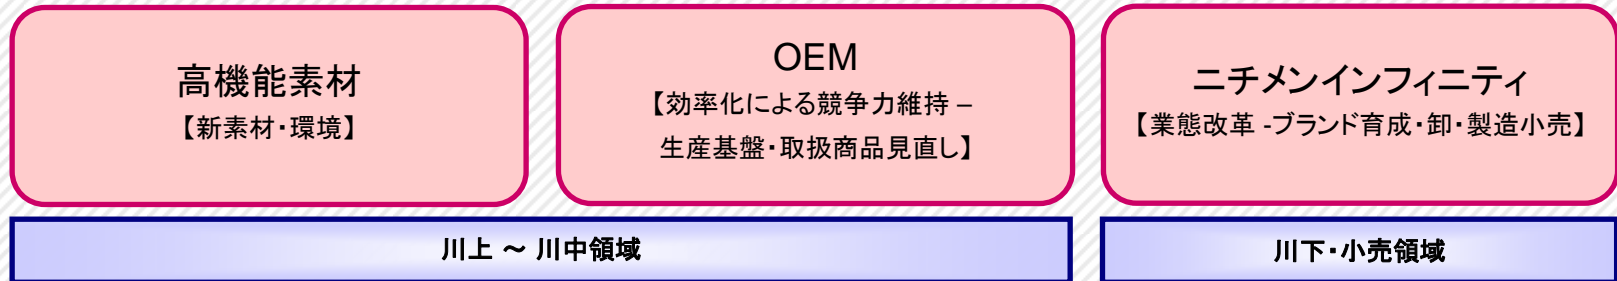 高機能素材
【新素材・環境】
OEM
【効率化による競争力維持 –
生産基盤・取扱商品見直し】
ニチメンインフィニティ
【業態改革 -ブランド育成・卸・製造小売】
川上 ～ 川中領域
川下・小売領域